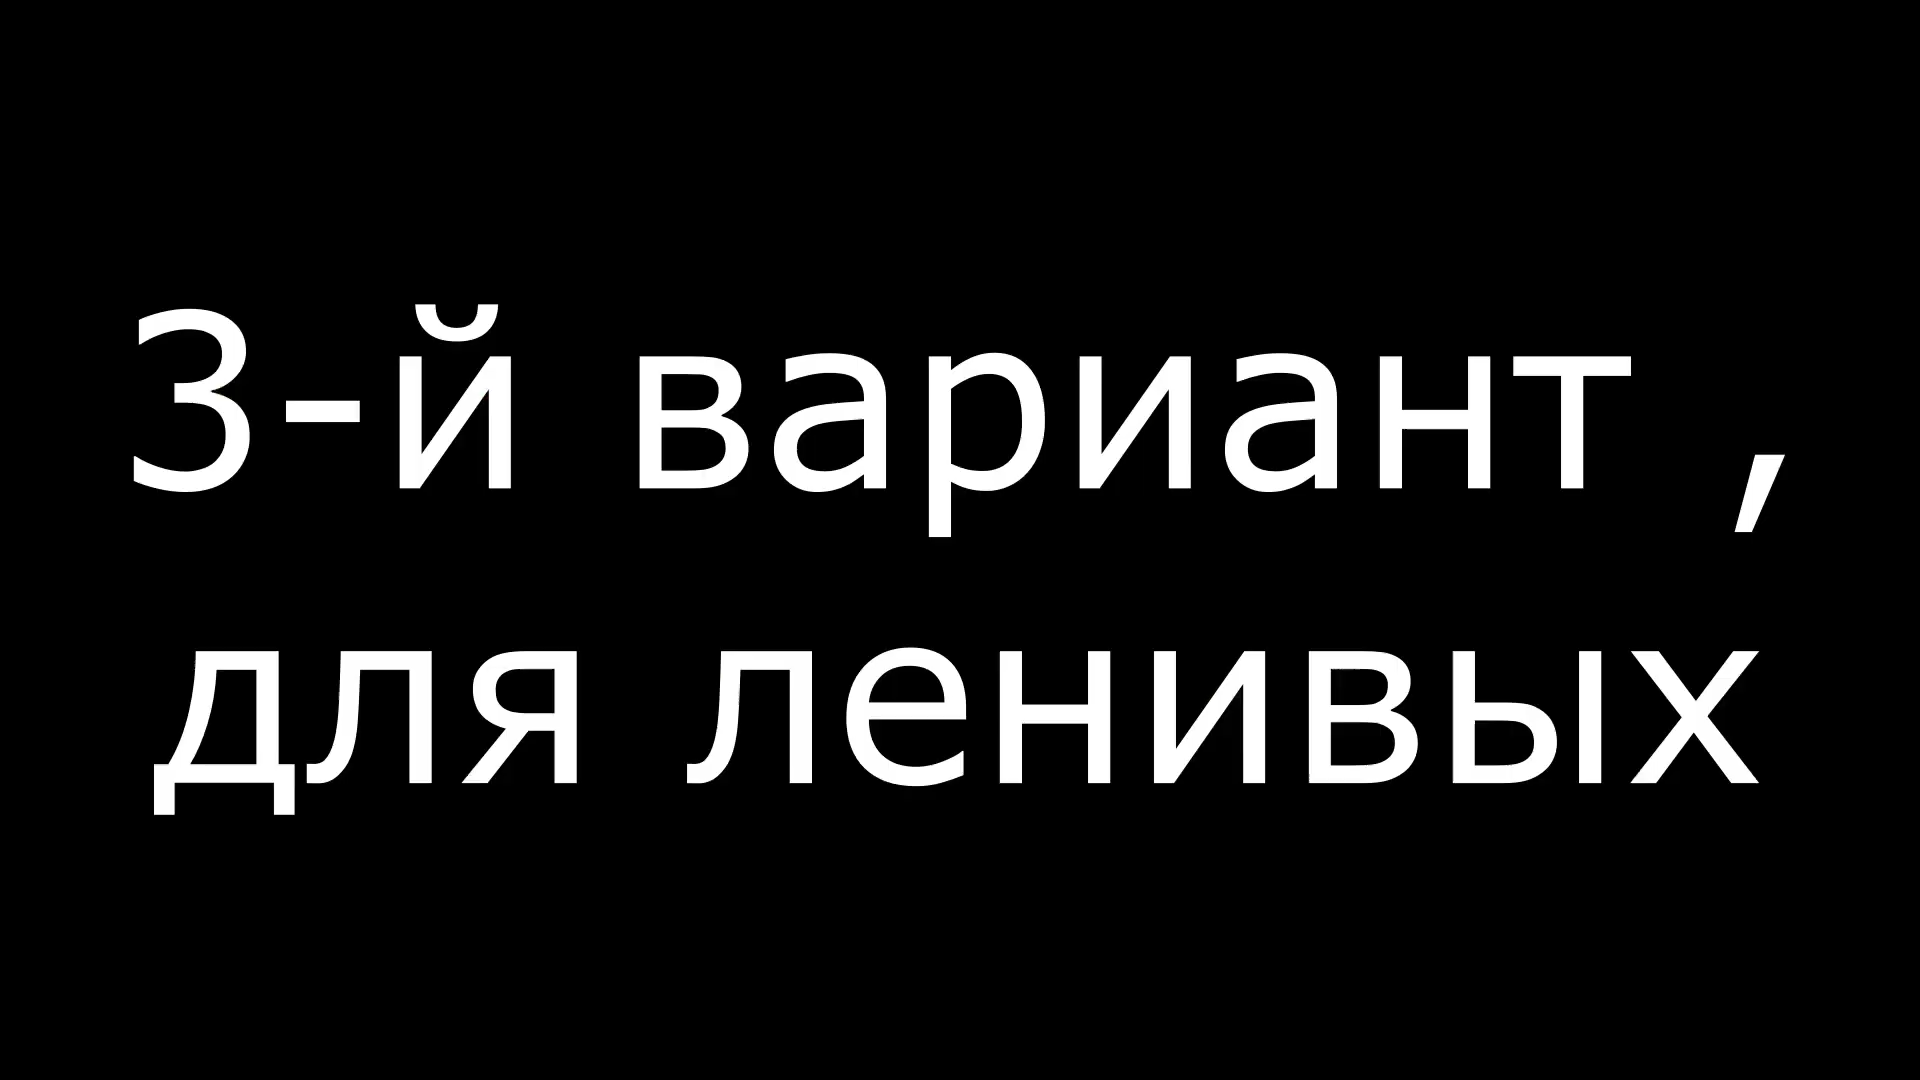 3-й вариант ,
для ленивых